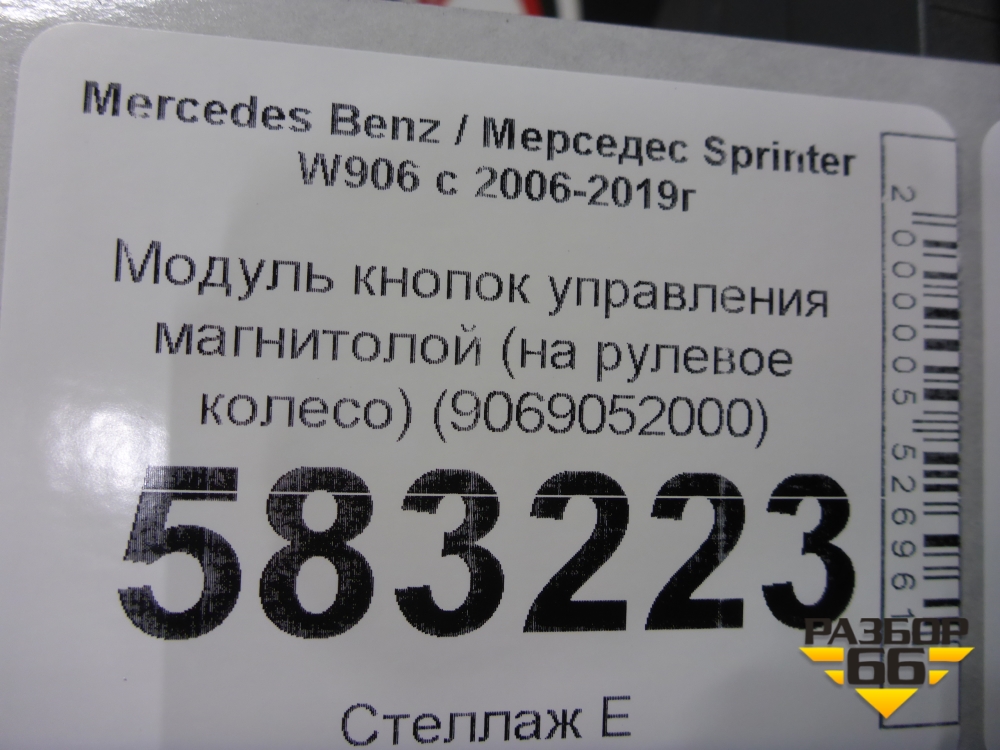 Mercedes Benz / Мерседес Sprinter
W906 с 2006-2019г
Модуль кнопок управления
магнитолой (на рулевое
колесо) (9069052000)
583223
Стеллаж Е
2000005526961
РАЗБОР
66